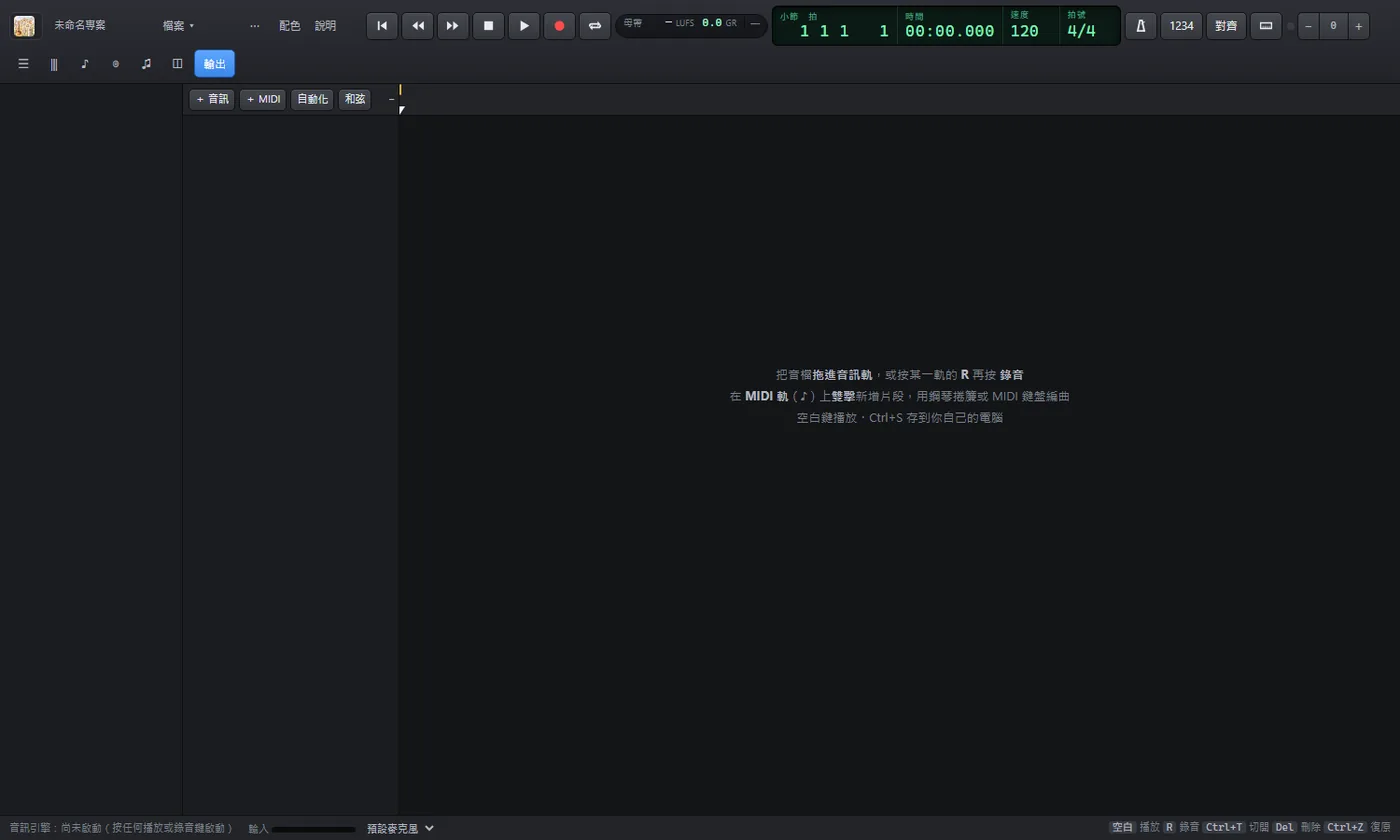 未命名專案 檔案 ▾ ··· 配色 說明
母帶 – LUFS 0.0 GR —
小節 拍 1 1 1 1
時間 00:00.000
速度 120
拍號 4/4
1234 對齊 − 0 +
輸出
+ 音訊 + MIDI 自動化 和弦 −
把音檔拖進音訊軌，或按某一軌的 R 再按 錄音
在 MIDI 軌（♪）上雙擊新增片段，用鋼琴捲簾或 MIDI 鍵盤編曲
空白鍵播放・Ctrl+S 存到你自己的電腦
音訊引擎：尚未啟動（按任何播放或錄音鍵啟動） 輸入 預設麥克風
空白 播放 R 錄音 Ctrl+T 切開 Del 刪除 Ctrl+Z 復原